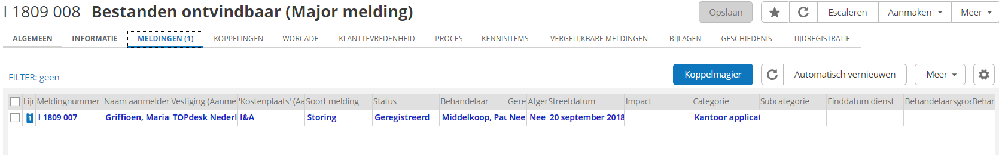 I 1809 008 Bestanden ontvindbaar (Major melding) Opslaan Escaleren Aanmaken Meer
ALGEMEEN INFORMATIE MELDINGEN (1) KOPPELINGEN WORCADE KLANTTEVREDENHEID PROCES KENNISITEMS VERGELIJKBARE MELDINGEN BIJLAGEN GESCHIEDENIS TIJDREGISTRATIE
FILTER: geen Koppelmagiër Automatisch vernieuwen Meer
Lijn Meldingnummer Naam aanmelder Vestiging (Aanmel 'Kostenplaats' (Aa Soort melding Status Behandelaar Gere Afger Streefdatum Impact Categorie Subcategorie Einddatum dienst Behandelaarsgroe Behan
1 I 1809 007 Griffioen, Maria TOPdesk Nederl I&A Storing Geregistreerd Middelkoop, Pau Nee Nee 20 september 2018 Kantoor applicat